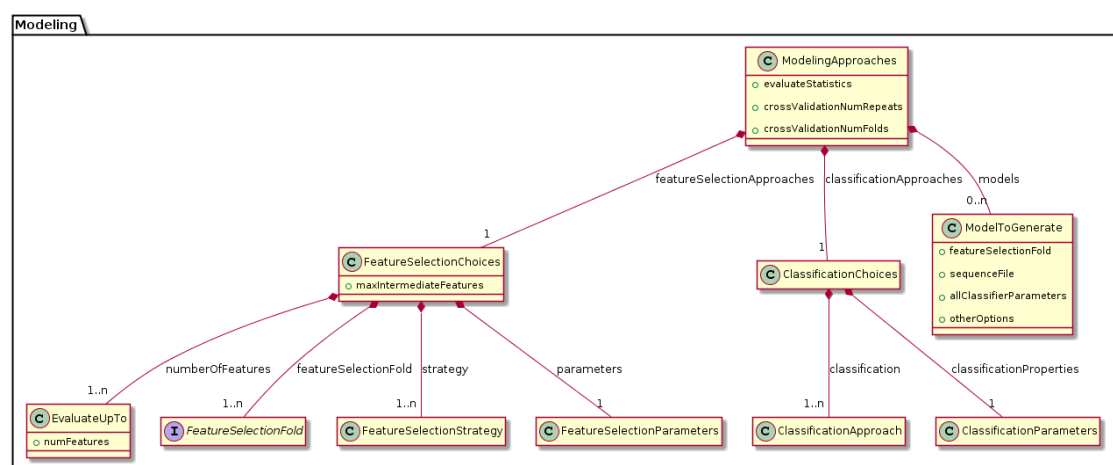 Modeling
C ModelingApproaches
evaluateStatistics
crossValidationNumRepeats
crossValidationNumFolds
featureSelectionApproaches
classificationApproaches
models
1
1
0..n
C FeatureSelectionChoices
maxIntermediateFeatures
C ClassificationChoices
C ModelToGenerate
featureSelectionFold
sequenceFile
allClassifierParameters
otherOptions
numberOfFeatures
featureSelectionFold
strategy
parameters
classification
classificationProperties
1..n
1..n
1..n
1
1..n
1
C EvaluateUpTo
numFeatures
I FeatureSelectionFold
C FeatureSelectionStrategy
C FeatureSelectionParameters
C ClassificationApproach
C ClassificationParameters